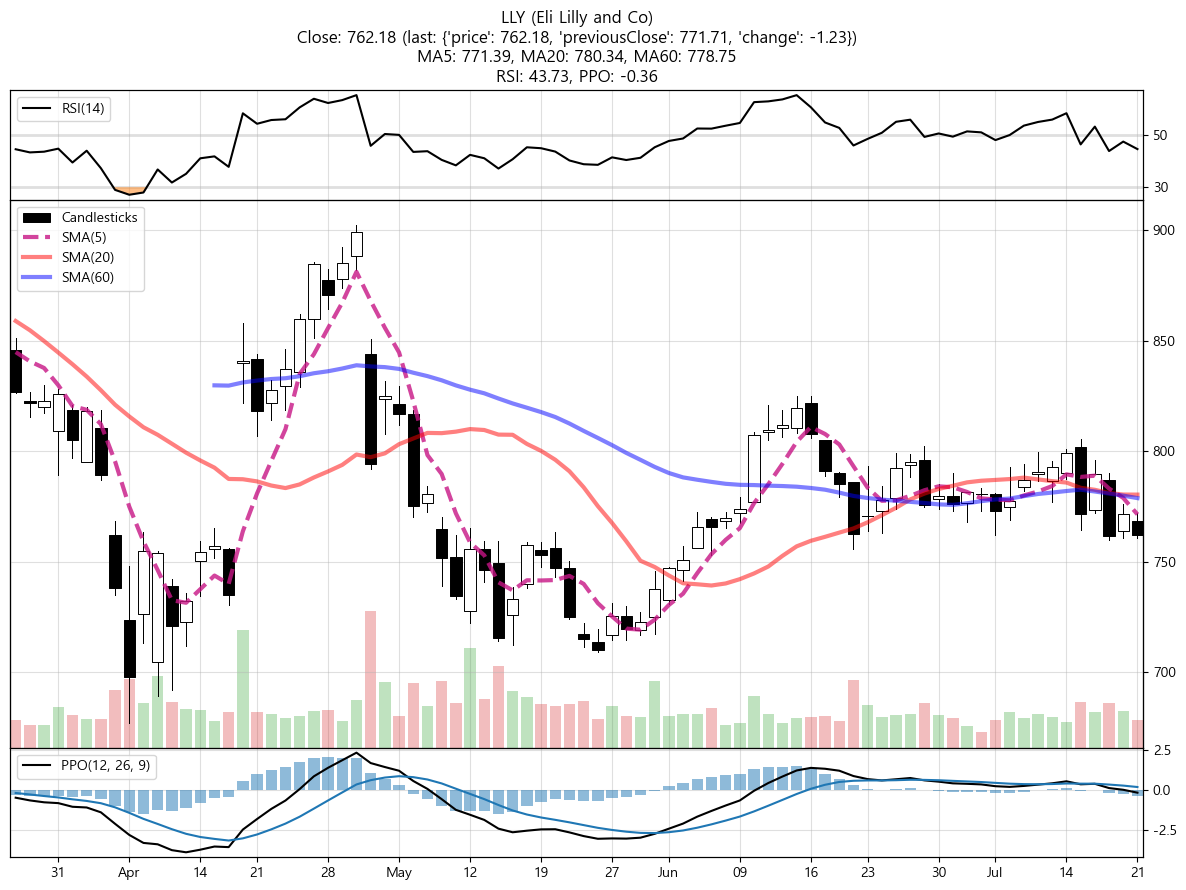 LLY (Eli Lilly and Co)
Close: 762.18 (last: {'price': 762.18, 'previousClose': 771.71, 'change': -1.23})
MA5: 771.39, MA20: 780.34, MA60: 778.75
RSI: 43.73, PPO: -0.36
RSI(14)
50
30
Candlesticks
SMA(5)
SMA(20)
SMA(60)
900
850
800
750
700
PPO(12, 26, 9)
2.5
0.0
-2.5
31 Apr 14 21 28 May 12 19 27 Jun 09 16 23 30 Jul 14 21